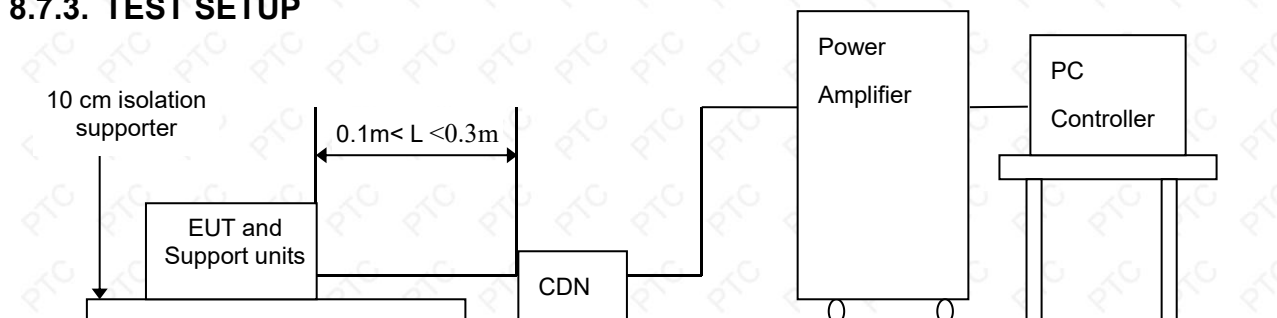 8.7.3. TEST SETUP
10 cm isolation
supporter
0.1m< L <0.3m
EUT and
Support units
CDN
Power
Amplifier
PC
Controller